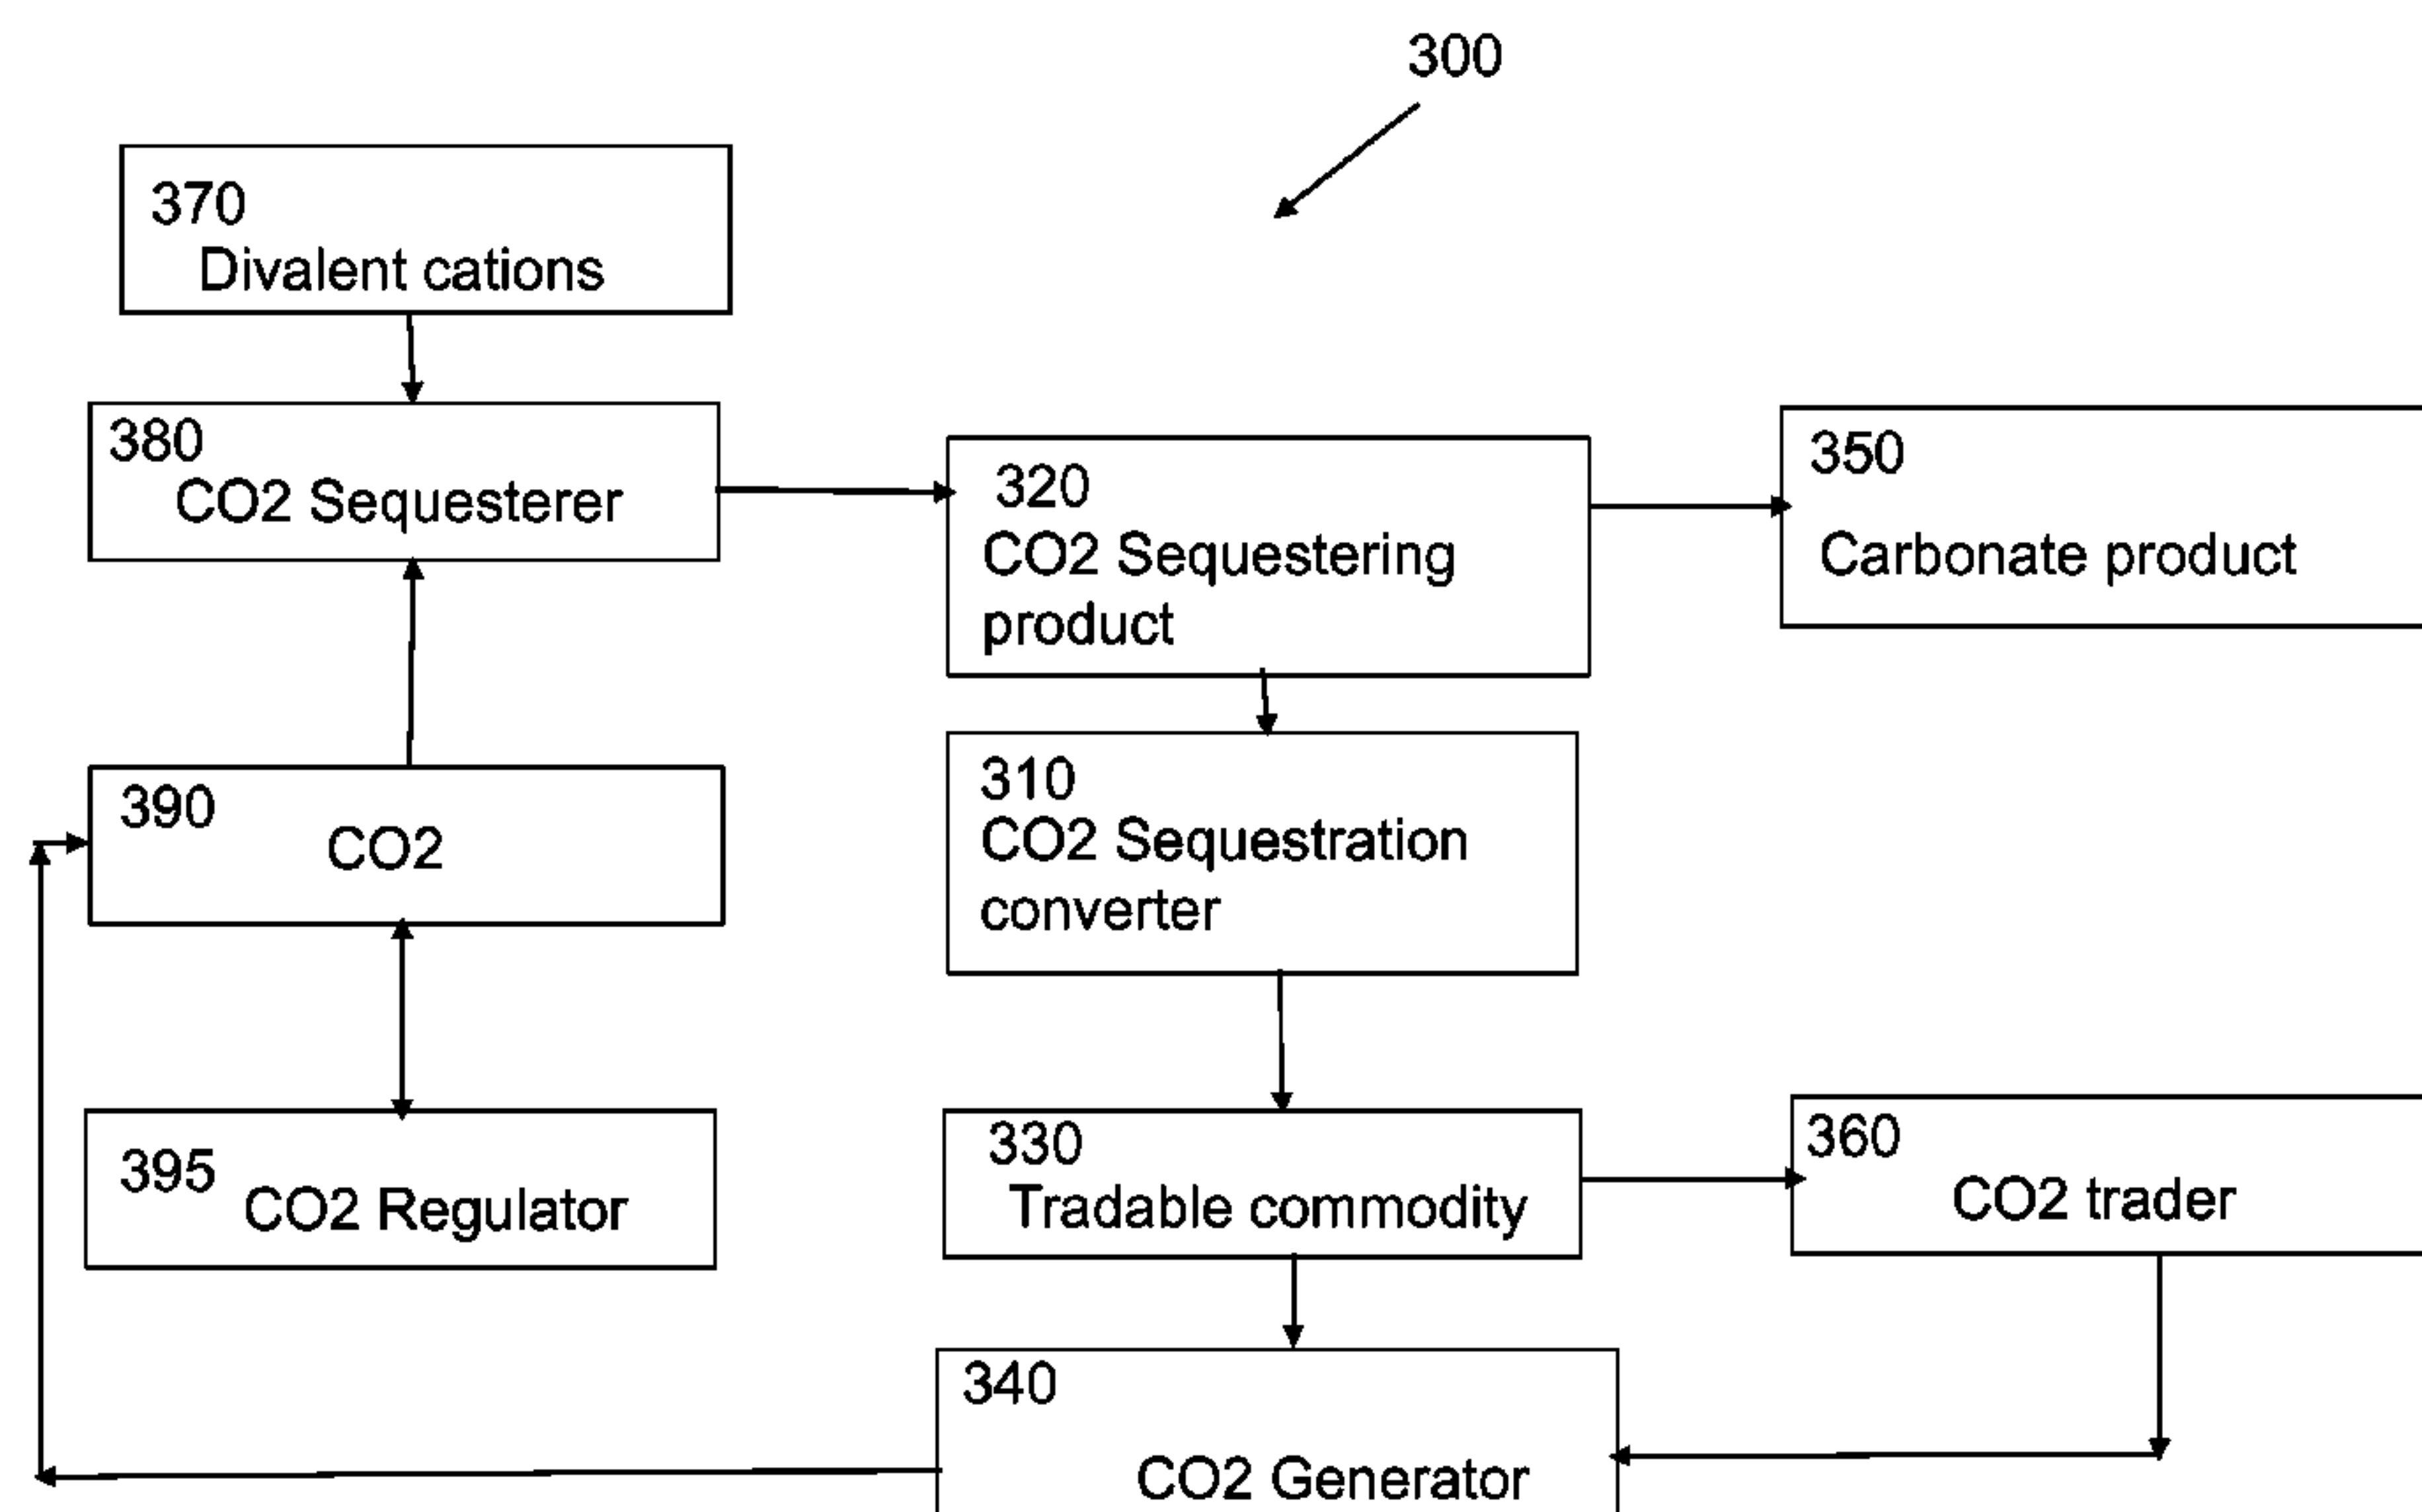 300
370
Divalent cations
380
CO2 Sequesterer
320
CO2 Sequestering
product
350
Carbonate product
390
CO2
310
CO2 Sequestration
converter
395
CO2 Regulator
330
Tradable commodity
360
CO2 trader
340
CO2 Generator